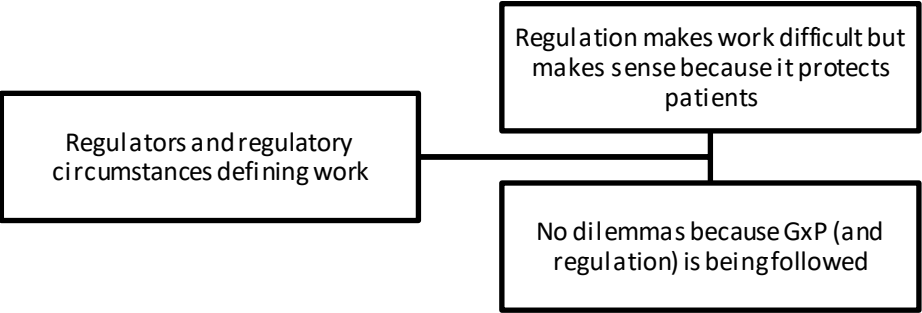 Regulation makes work difficult but
makes sense because it protects
patients
Regulators and regulatory
circumstances defining work
No dilemmas because GxP (and
regulation) is being followed